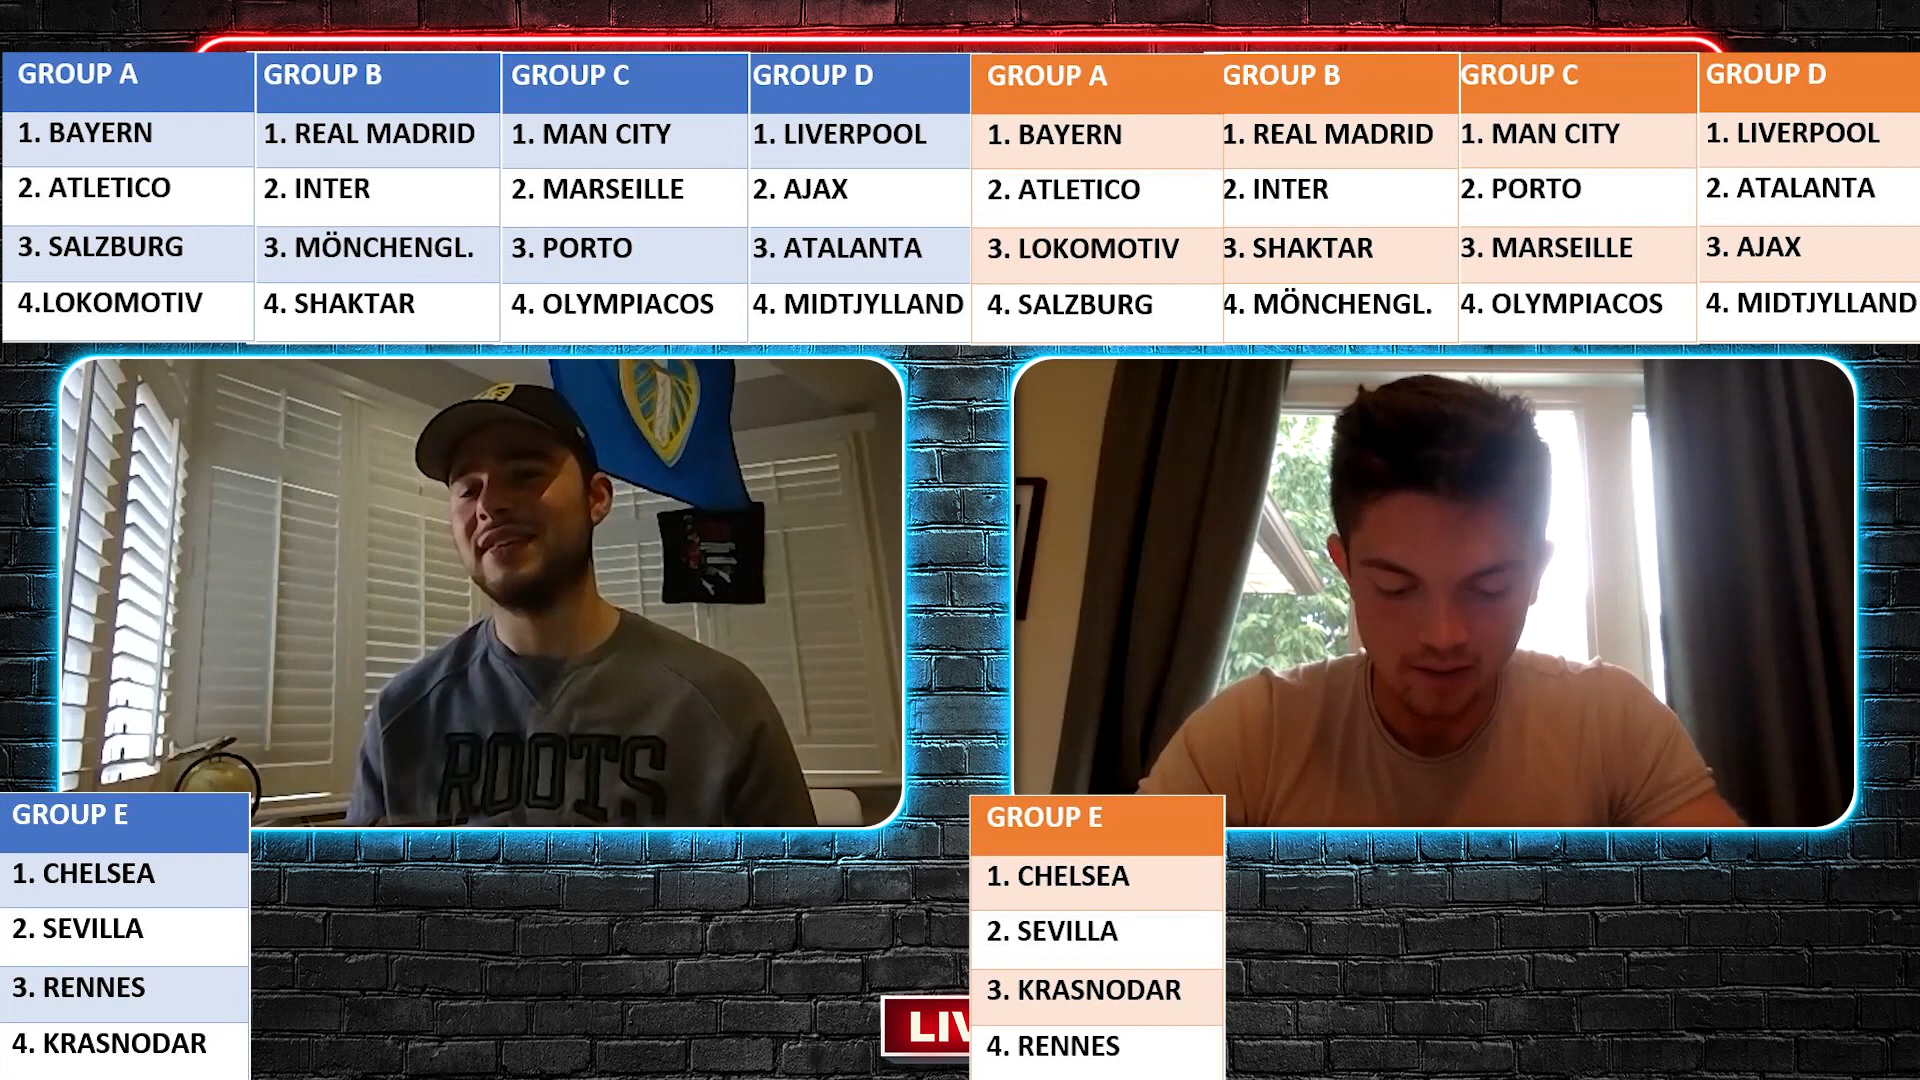 GROUP A
1. BAYERN
2. ATLETICO
3. SALZBURG
4.LOKOMOTIV
GROUP B
1. REAL MADRID
2. INTER
3. MÖNCHENGL.
4. SHAKTAR
GROUP C
1. MAN CITY
2. MARSEILLE
3. PORTO
4. OLYMPIACOS
GROUP D
1. LIVERPOOL
2. AJAX
3. ATALANTA
4. MIDTJYLLAND
GROUP A
1. BAYERN
2. ATLETICO
3. LOKOMOTIV
4. SALZBURG
GROUP B
1. REAL MADRID
2. INTER
3. SHAKTAR
4. MÖNCHENGL.
GROUP C
1. MAN CITY
2. PORTO
3. MARSEILLE
4. OLYMPIACOS
GROUP D
1. LIVERPOOL
2. ATALANTA
3. AJAX
4. MIDTJYLLAND
ROOTS
GROUP E
1. CHELSEA
2. SEVILLA
3. RENNES
4. KRASNODAR
GROUP E
1. CHELSEA
2. SEVILLA
3. KRASNODAR
4. RENNES